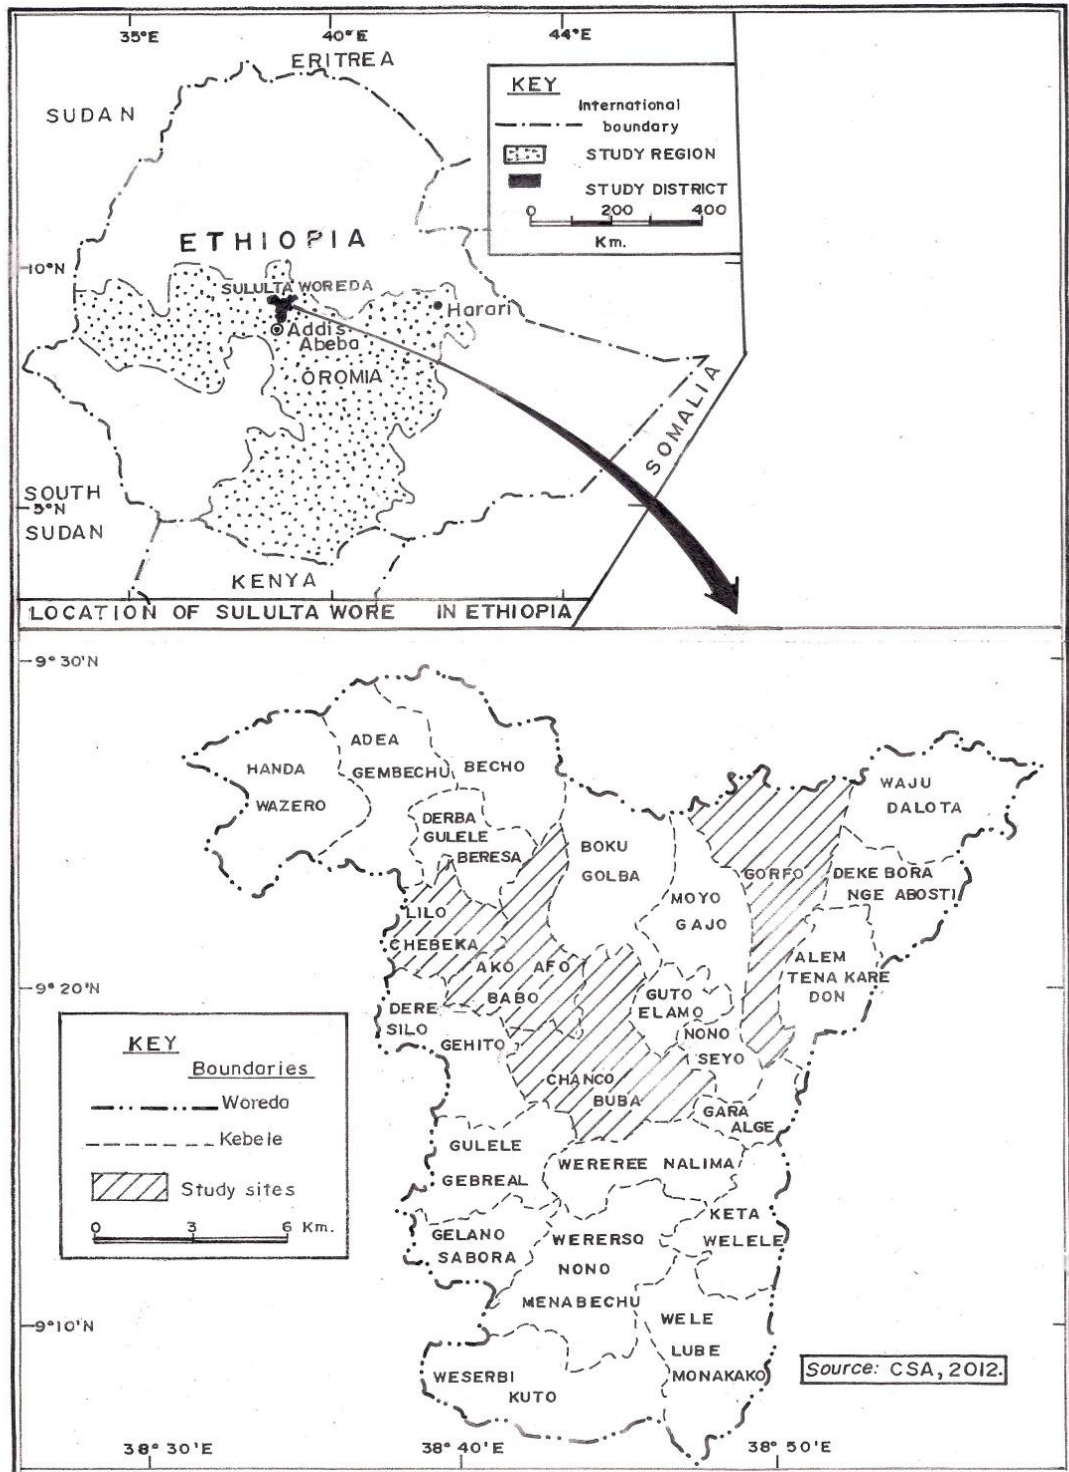 35°E 40°E 44°E
ERITREA
SUDAN
KEY
International
boundary
STUDY REGION
STUDY DISTRICT
0 200 400
Km.
ETHIOPIA
10°N
SULULTA WOREDA
Harari
Addis
Abeba
OROMIA
SOMALIA
SOUTH
5°N
SUDAN
KENYA
LOCATION OF SULULTA WORE IN ETHIOPIA
9°30'N
ADEA
GEMBECHU
BECHO
HANDA
WAZERO
WAJU
DALOTA
DERBA
GULELE
BERESA
BOKU
GOLBA
GORFO
DEKE BORA
NGE ABOSTI
MOYO
GAJO
LILO
CHEBEKA
AKO AFO
BABO
ALEM
TENA KARE
DON
9°20'N
DERE
SILO
GEHITO
GUTO
ELAMO
NONO
SEYO
CHANCO
BUBA
GARA
ALGE
KEY
Boundaries
Woreda
Kebele
Study sites
0 3 6 Km.
GULELE
GEBREAL
WEREREE NALIMA
KETA
WELELE
GELANO
SABORA
WERERSO
NONO
MENABECHU
9°10'N
WELE
LUBE
MONAKAKO
WESERBI
KUTO
Source: CSA, 2012.
38° 30'E 38° 40'E 38° 50'E